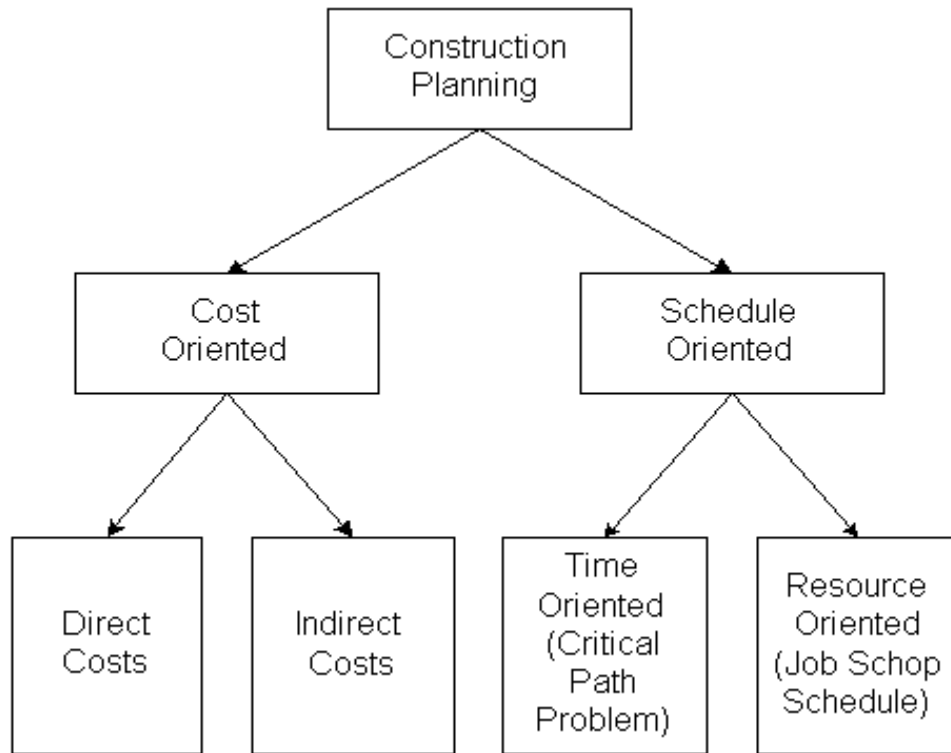 Construction
Planning
Cost
Oriented
Schedule
Oriented
Direct
Costs
Indirect
Costs
Time
Oriented
(Critical
Path
Problem)
Resource
Oriented
(Job Schop
Schedule)